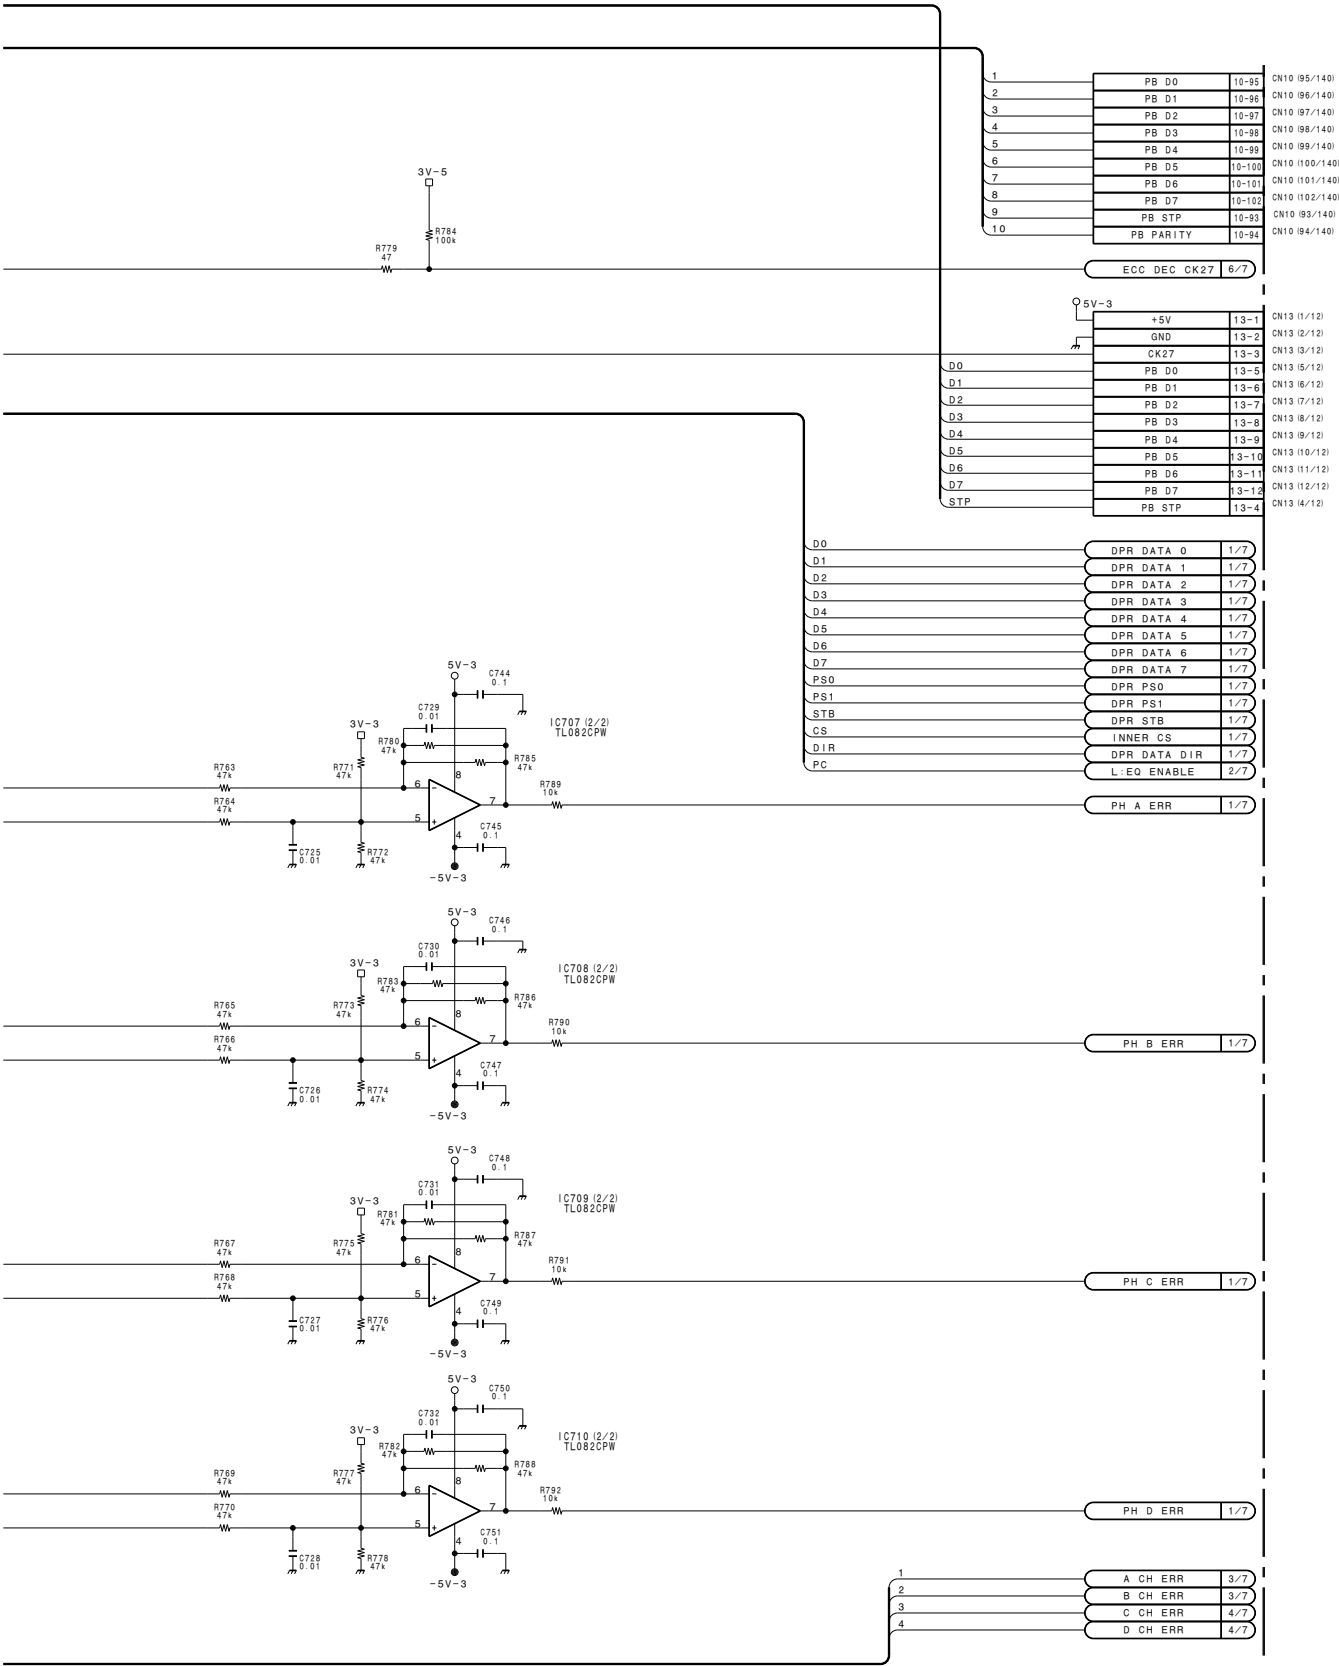 1 PB D0 10-95 CN10 (95/140)
2 PB D1 10-96 CN10 (96/140)
3 PB D2 10-97 CN10 (97/140)
4 PB D3 10-98 CN10 (98/140)
5 PB D4 10-99 CN10 (99/140)
6 PB D5 10-100 CN10 (100/140)
7 PB D6 10-101 CN10 (101/140)
8 PB D7 10-102 CN10 (102/140)
9 PB STP 10-93 CN10 (93/140)
10 PB PARITY 10-94 CN10 (94/140)
3V-5
R784
100k
R779
47
ECC DEC CK27 6/7
5V-3
+5V 13-1 CN13 (1/12)
GND 13-2 CN13 (2/12)
CK27 13-3 CN13 (3/12)
D0 PB D0 13-5 CN13 (5/12)
D1 PB D1 13-6 CN13 (6/12)
D2 PB D2 13-7 CN13 (7/12)
D3 PB D3 13-8 CN13 (8/12)
D4 PB D4 13-9 CN13 (9/12)
D5 PB D5 13-10 CN13 (10/12)
D6 PB D6 13-11 CN13 (11/12)
D7 PB D7 13-12 CN13 (12/12)
STP PB STP 13-4 CN13 (4/12)
D0 DPR DATA 0 1/7
D1 DPR DATA 1 1/7
D2 DPR DATA 2 1/7
D3 DPR DATA 3 1/7
D4 DPR DATA 4 1/7
D5 DPR DATA 5 1/7
D6 DPR DATA 6 1/7
D7 DPR DATA 7 1/7
PS0 DPR PS0 1/7
PS1 DPR PS1 1/7
STB DPR STB 1/7
CS INNER CS 1/7
DIR DPR DATA DIR 1/7
PC L:EQ ENABLE 2/7
5V-3
C744
0.1
C729
0.01
IC707 (2/2)
TL082CPW
3V-3
R780
47k
R785
47k
R763
47k
R771
47k
8
6
-
R789
10k
R764
47k
7
PH A ERR 1/7
5
+
4
C745
0.1
C725
0.01
R772
47k
-5V-3
5V-3
C746
0.1
C730
0.01
IC708 (2/2)
TL082CPW
3V-3
R783
47k
R786
47k
R765
47k
R773
47k
8
6
-
R790
10k
R766
47k
7
PH B ERR 1/7
5
+
4
C747
0.1
C726
0.01
R774
47k
-5V-3
5V-3
C748
0.1
C731
0.01
IC709 (2/2)
TL082CPW
3V-3
R781
47k
R787
47k
R767
47k
R775
47k
8
6
-
R791
10k
R768
47k
7
PH C ERR 1/7
5
+
4
C749
0.1
C727
0.01
R776
47k
-5V-3
5V-3
C750
0.1
C732
0.01
IC710 (2/2)
TL082CPW
3V-3
R782
47k
R788
47k
R769
47k
R777
47k
8
6
-
R792
10k
R770
47k
7
PH D ERR 1/7
5
+
4
C751
0.1
C728
0.01
R778
47k
-5V-3
1 A CH ERR 3/7
2 B CH ERR 3/7
3 C CH ERR 4/7
4 D CH ERR 4/7